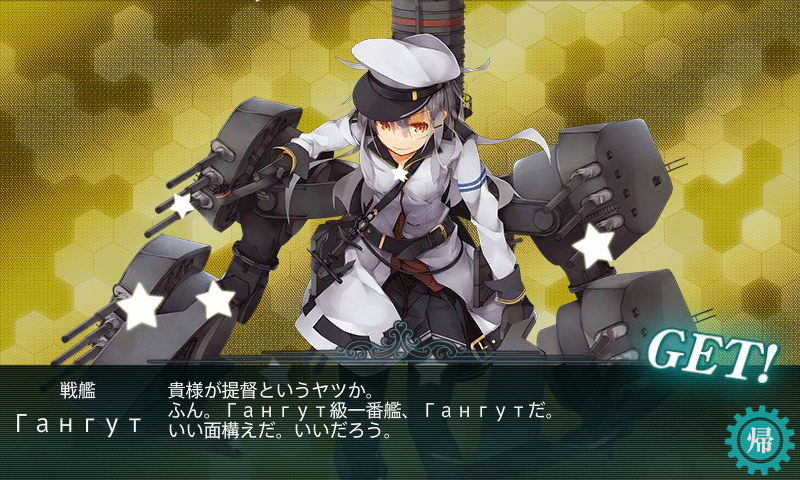 GET!
戦艦
Гангут
貴様が提督というヤツか。
ふん。Гангут級一番艦、Гангутだ。
いい面構えだ。いいだろう。
帰